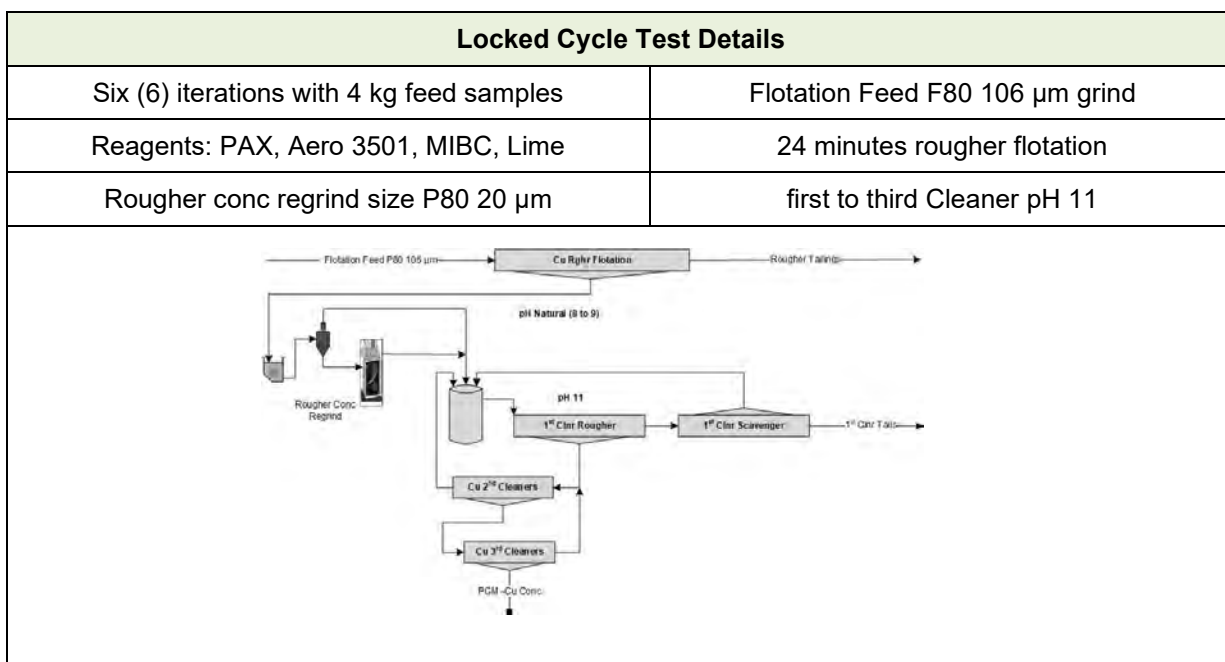 Locked Cycle Test Details
Six (6) iterations with 4 kg feed samples
Flotation Feed F80 106 µm grind
Reagents: PAX, Aero 3501, MIBC, Lime
24 minutes rougher flotation
Rougher conc regrind size P80 20 µm
first to third Cleaner pH 11
Flotation Feed P80 106 µm
Cu Rghr Flotation
Rougher Tailings
pH Natural (8 to 9)
Rougher Conc
Regrind
pH 11
1st Clnr Rougher
1st Clnr Scavenger
1st Clnr Tails
Cu 2nd Cleaners
Cu 3rd Cleaners
PGM -Cu Conc.